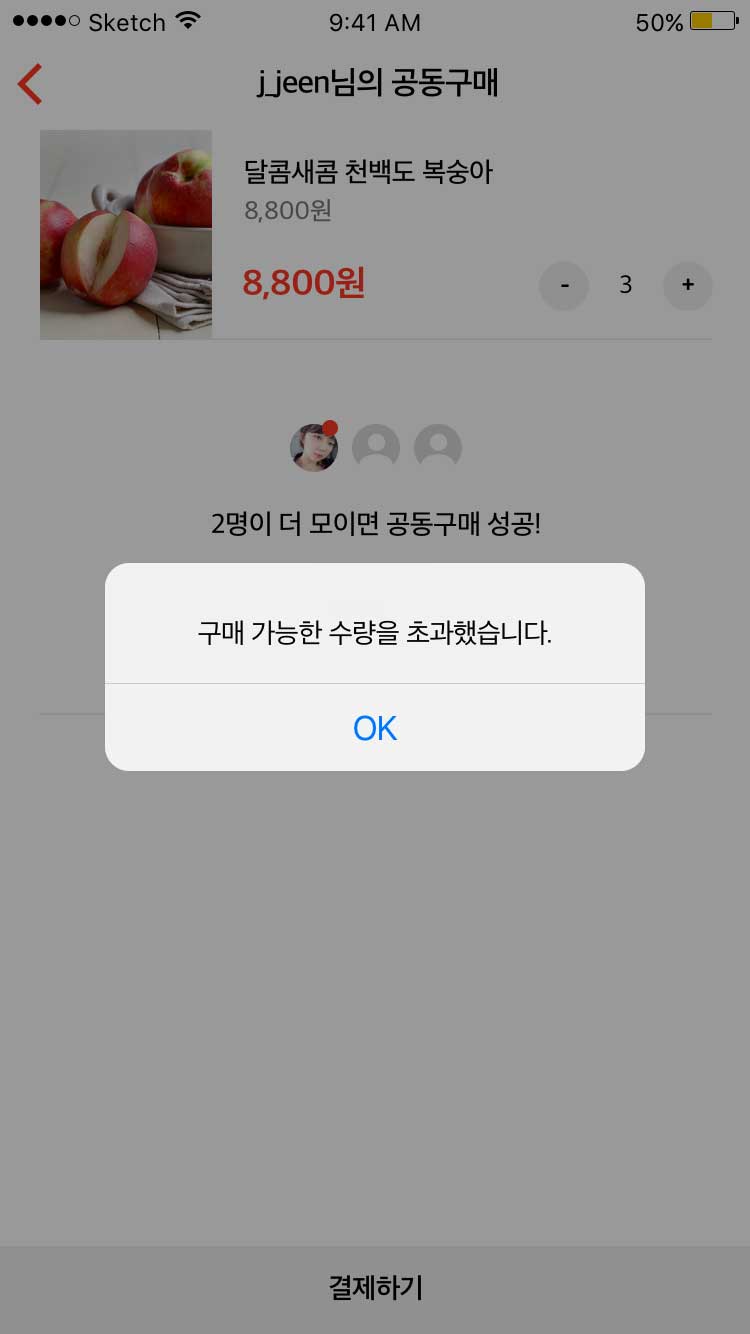 Sketch 9:41 AM 50%
j_jeen님의 공동구매
달콤새콤 천백도 복숭아
8,800원
8,800원 - 3 +
2명이 더 모이면 공동구매 성공!
구매 가능한 수량을 초과했습니다.
OK
결제하기